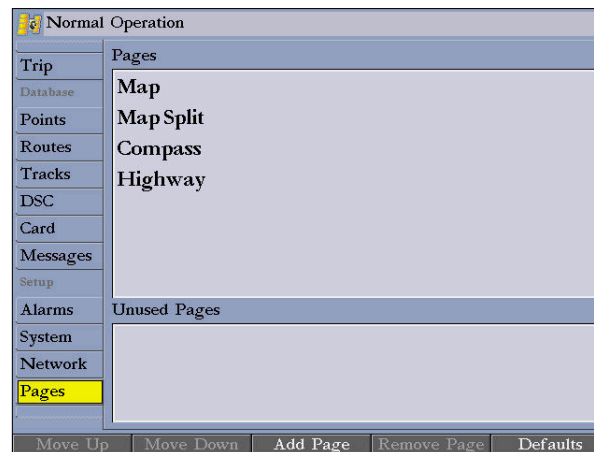 Normal Operation
Trip
Database
Points
Routes
Tracks
DSC
Card
Messages
Setup
Alarms
System
Network
Pages
Pages
Map
Map Split
Compass
Highway
Unused Pages
Move Up
Move Down
Add Page
Remove Page
Defaults